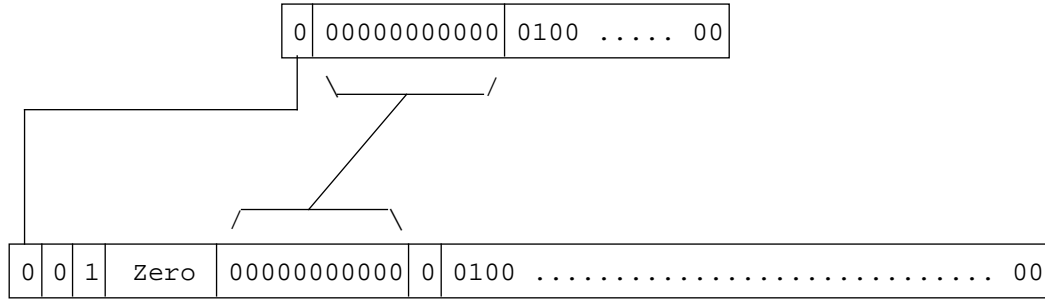 0 00000000000 0100 ..... 00
0 0 1 Zero 00000000000 0 0100 ............................. 00